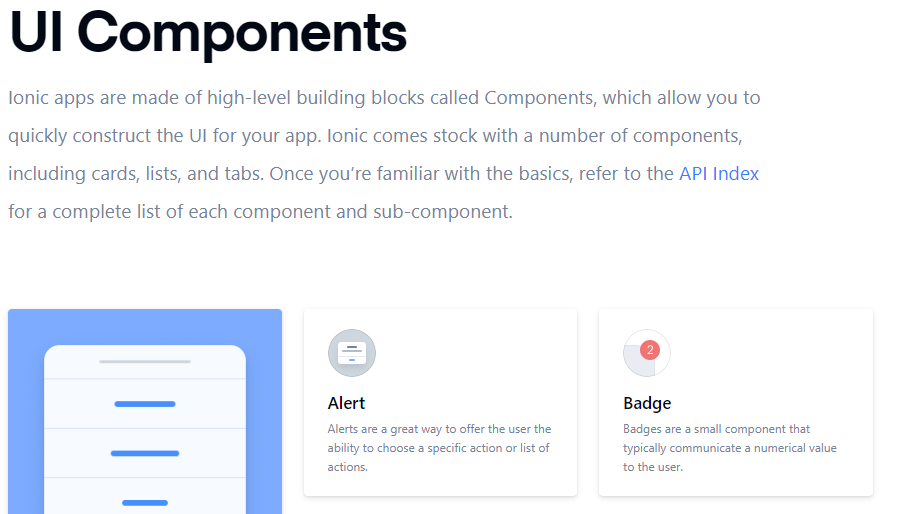 UI Components
Ionic apps are made of high-level building blocks called Components, which allow you to
quickly construct the UI for your app. Ionic comes stock with a number of components,
including cards, lists, and tabs. Once you’re familiar with the basics, refer to the API Index
for a complete list of each component and sub-component.
Alert
Alerts are a great way to offer the user the
ability to choose a specific action or list of
actions.
2
Badge
Badges are a small component that
typically communicate a numerical value
to the user.